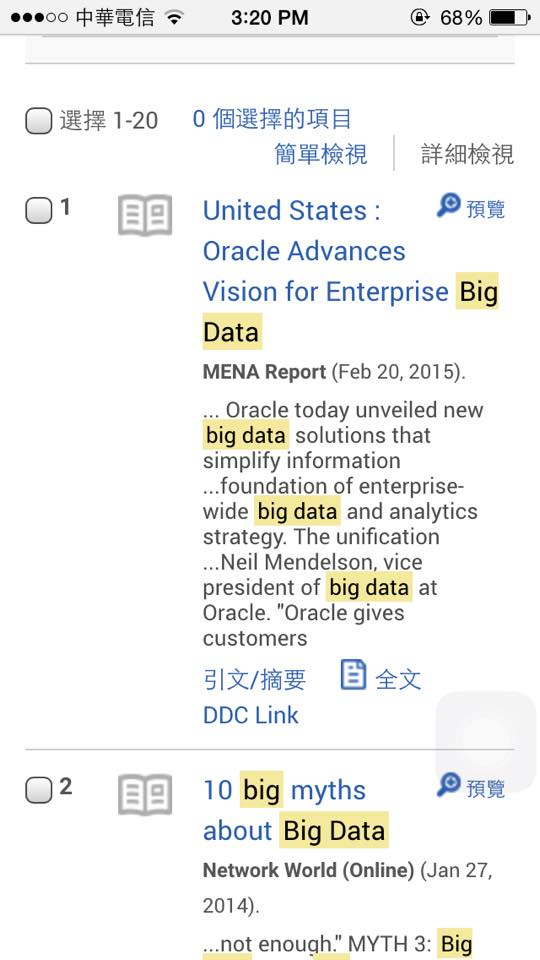 中華電信 3:20 PM 68%
選擇 1-20 0 個選擇的項目
簡單檢視 詳細檢視
1 United States : 預覽
Oracle Advances
Vision for Enterprise Big
Data
MENA Report (Feb 20, 2015).
... Oracle today unveiled new
big data solutions that
simplify information
...foundation of enterprise-
wide big data and analytics
strategy. The unification
...Neil Mendelson, vice
president of big data at
Oracle. "Oracle gives
customers
引文/摘要 全文
DDC Link
2 10 big myths 預覽
about Big Data
Network World (Online) (Jan 27,
2014).
...not enough." MYTH 3: Big